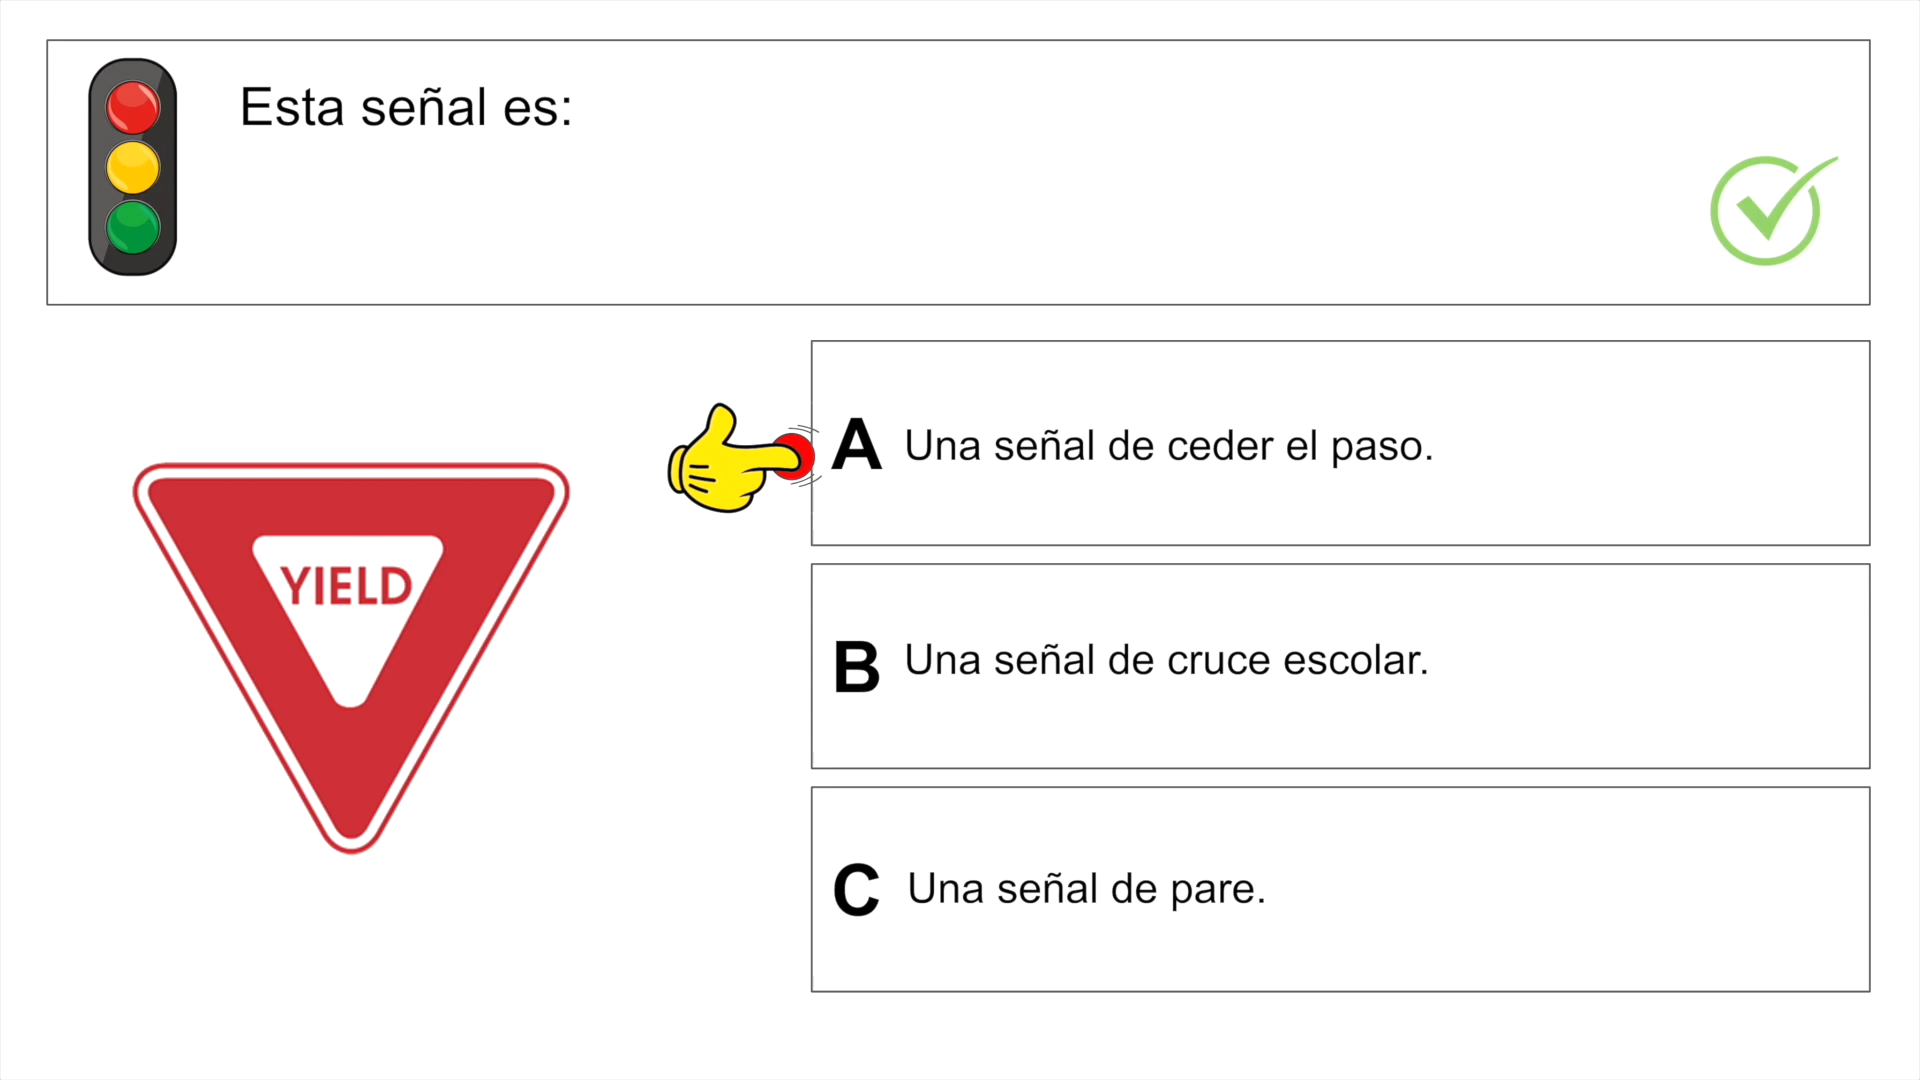 Esta señal es:
YIELD
A Una señal de ceder el paso.
B Una señal de cruce escolar.
C Una señal de pare.